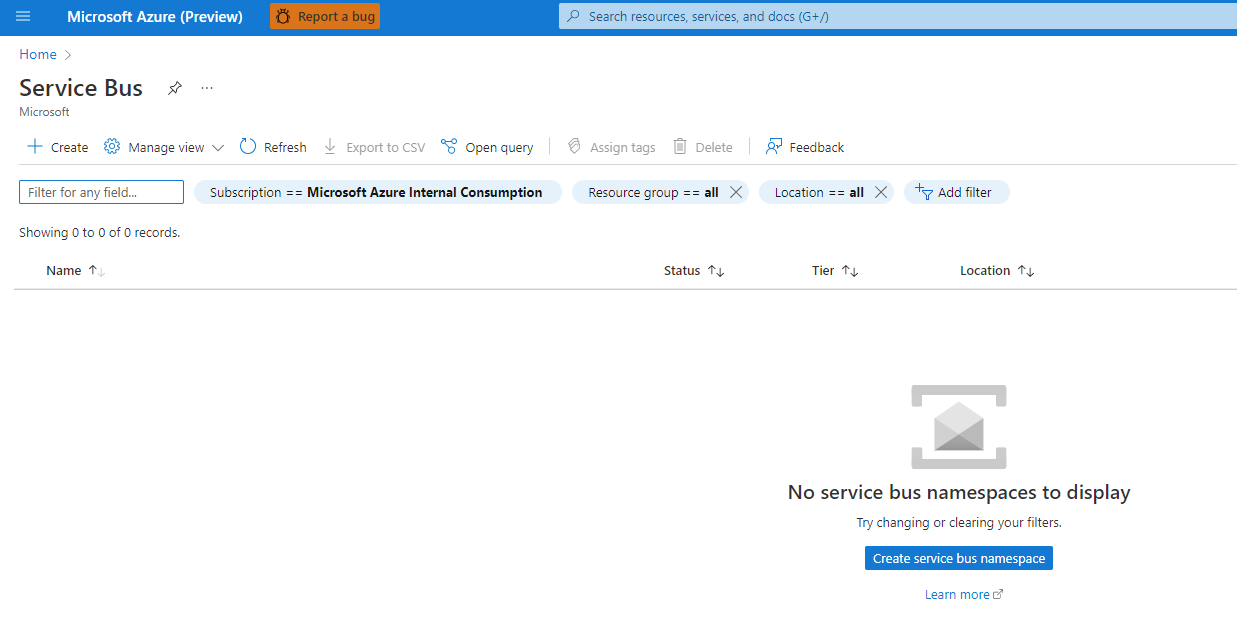 Microsoft Azure (Preview) Report a bug Search resources, services, and docs (G+/)
Home
Service Bus ...
Microsoft
Create Manage view Refresh Export to CSV Open query Assign tags Delete Feedback
Filter for any field... Subscription == Microsoft Azure Internal Consumption Resource group == all Location == all Add filter
Showing 0 to 0 of 0 records.
Name Status Tier Location
No service bus namespaces to display
Try changing or clearing your filters.
Create service bus namespace
Learn more